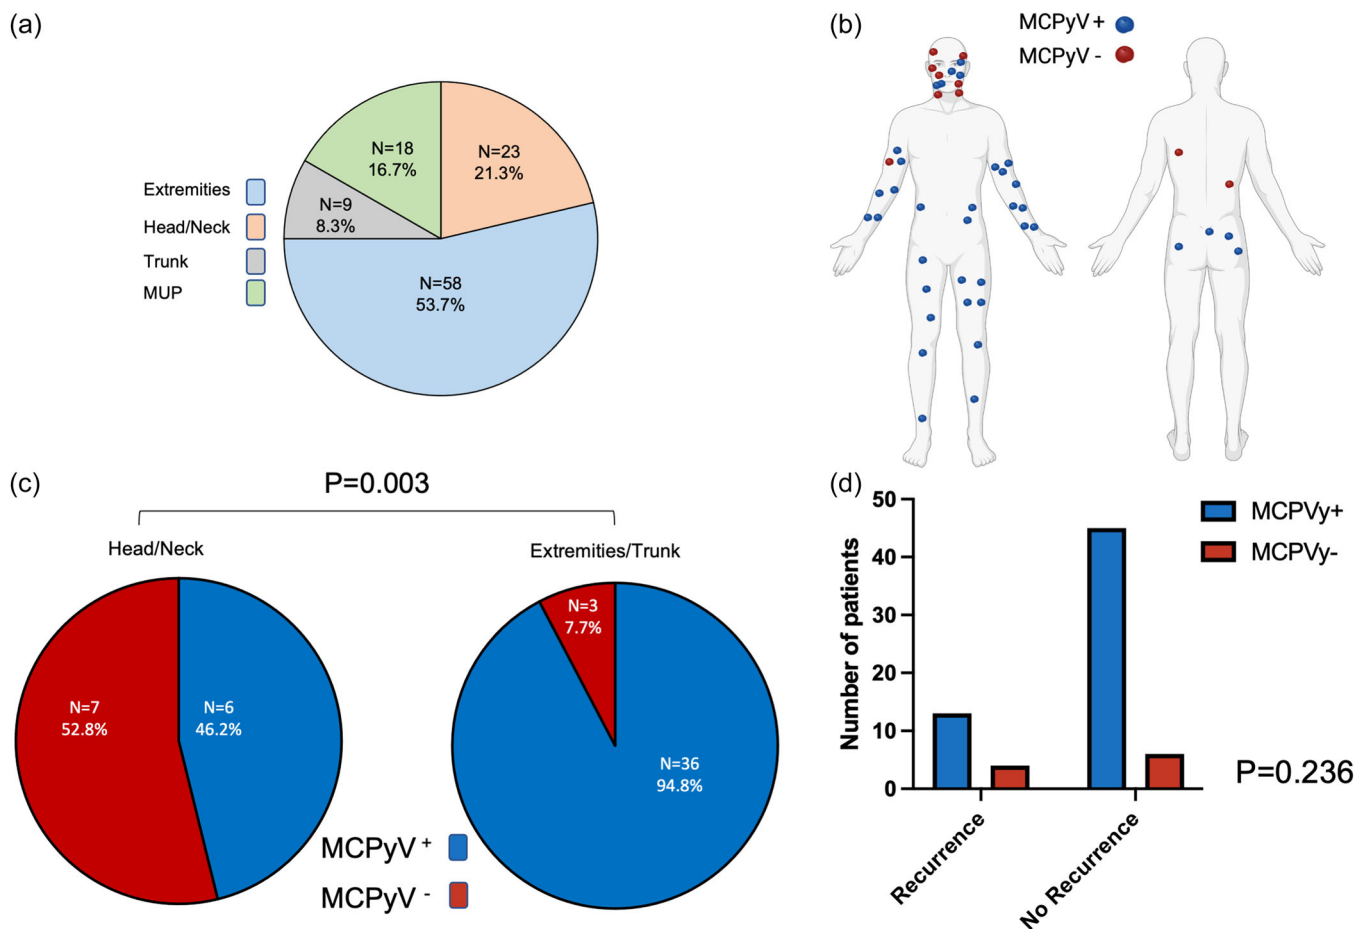 (a)
N=18
16.7%
N=23
21.3%
Extremities
Head/Neck
Trunk
MUP
N=9
8.3%
N=58
53.7%
(b)
MCPyV +
MCPyV -
(c)
P=0.003
Head/Neck
Extremities/Trunk
N=7
52.8%
N=6
46.2%
N=3
7.7%
N=36
94.8%
MCPyV +
MCPyV -
(d)
50
40
30
20
10
0
Number of patients
MCPVy+
MCPVy-
P=0.236
Recurrence
No Recurrence